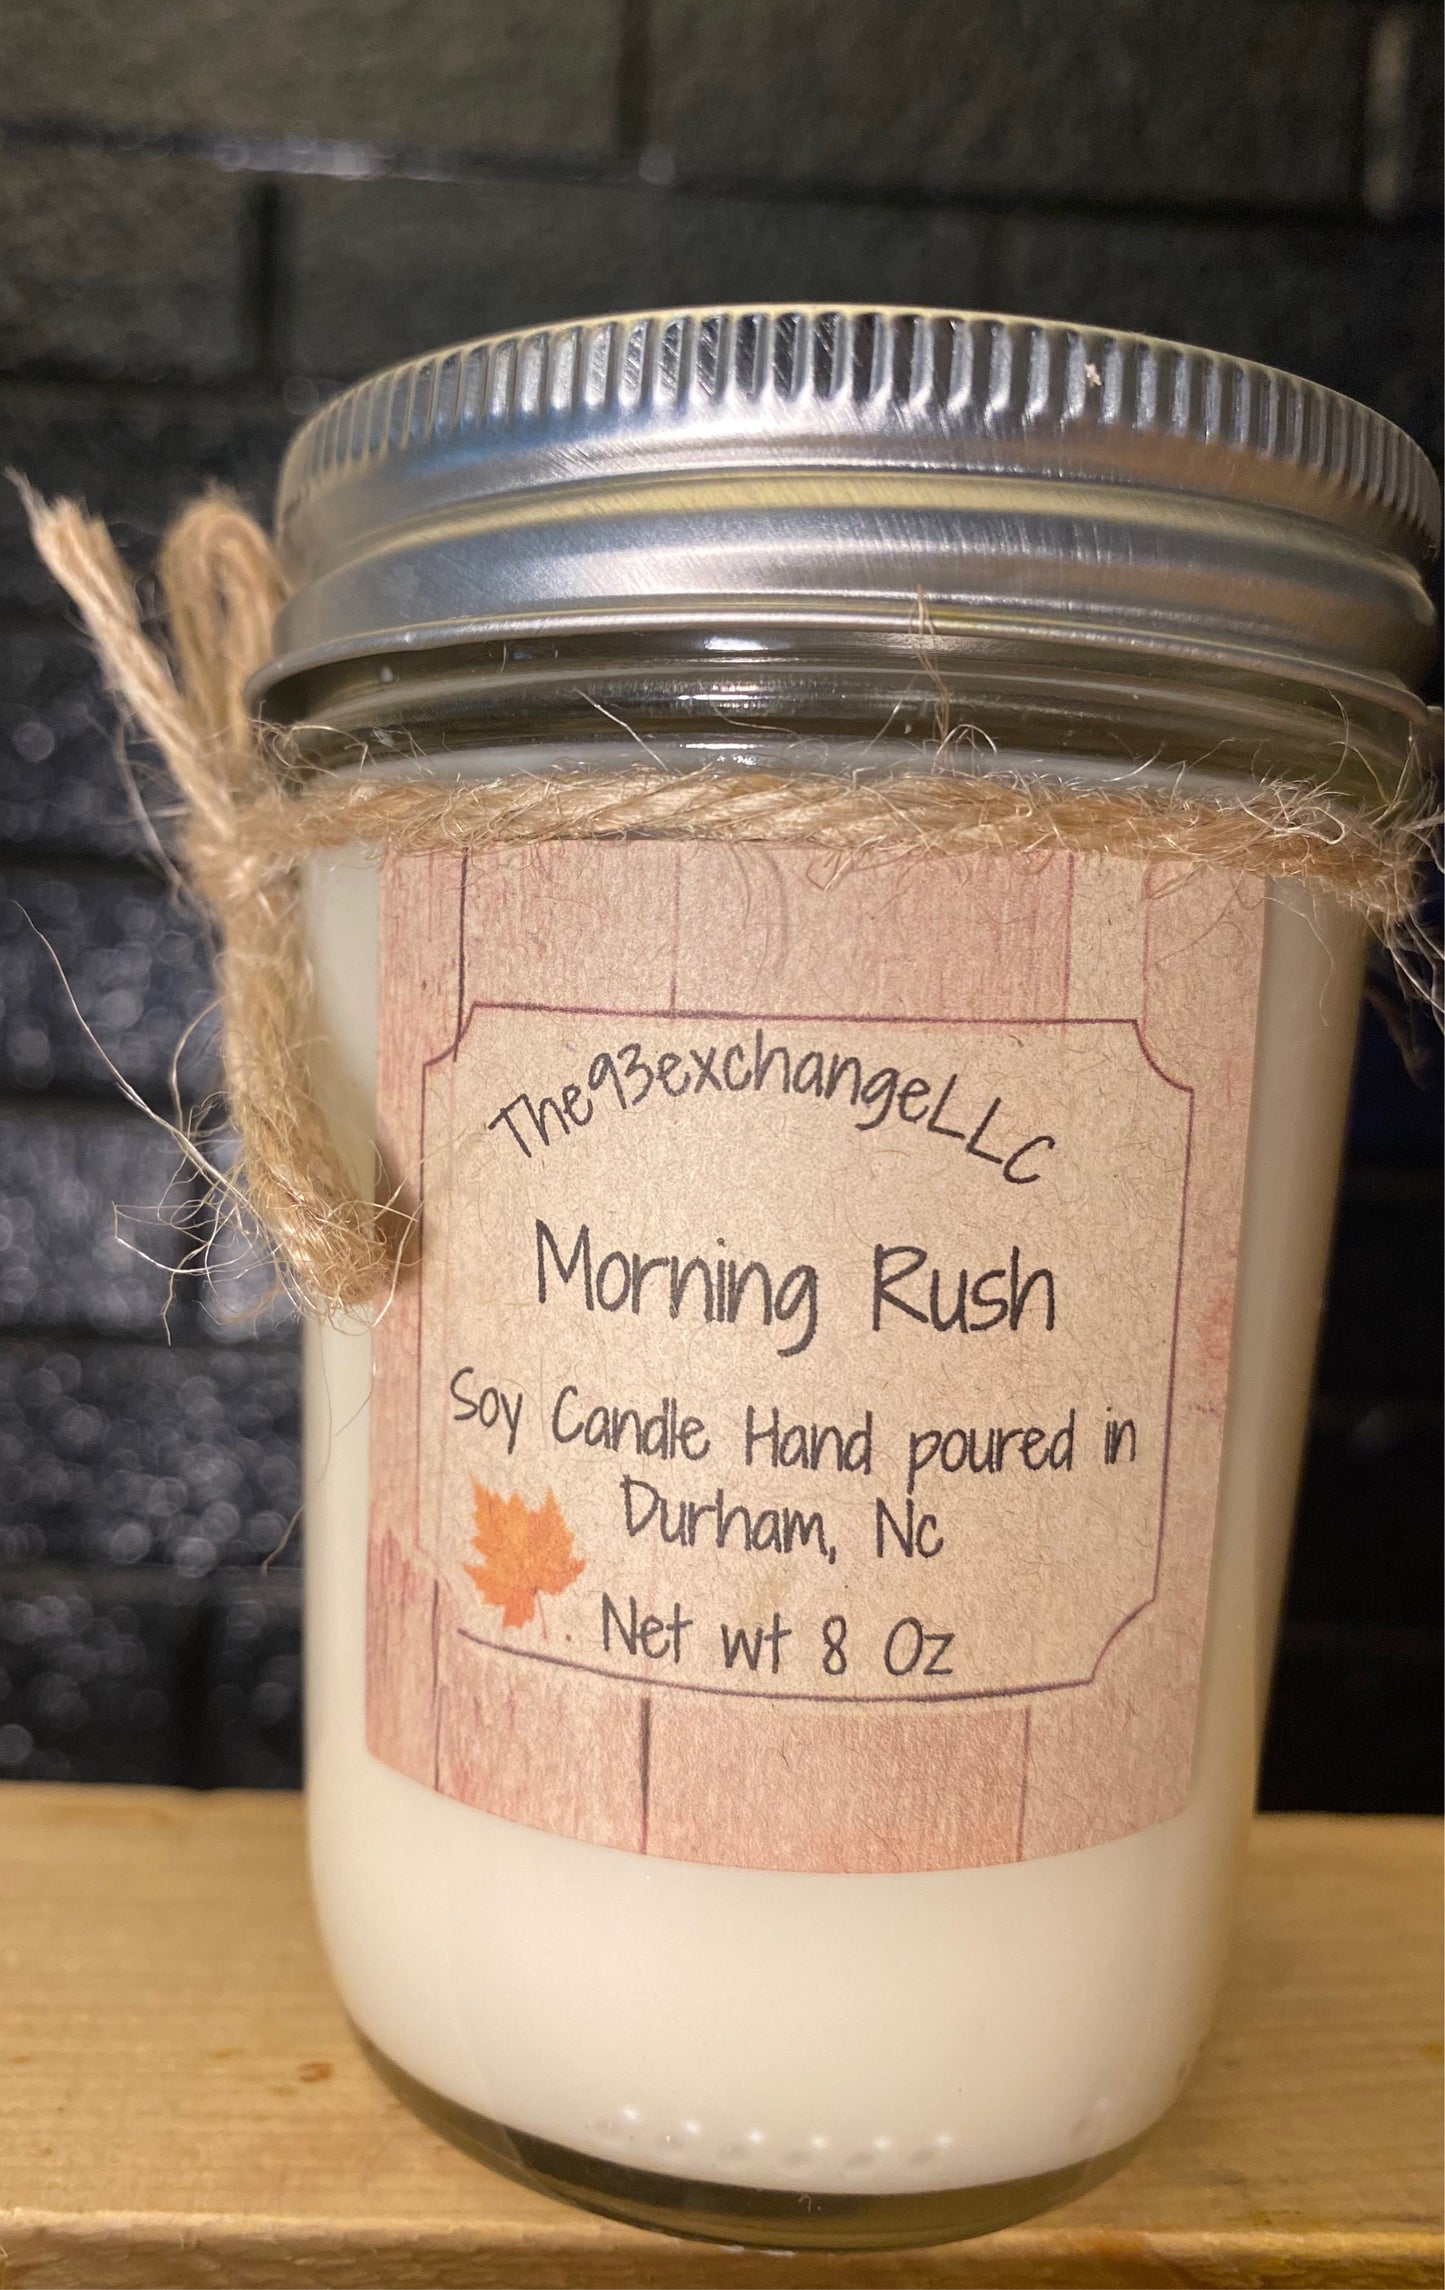 The93exchangeLLC
Morning Rush
Soy Candle Hand poured in
Durham, Nc
Net wt 8 Oz